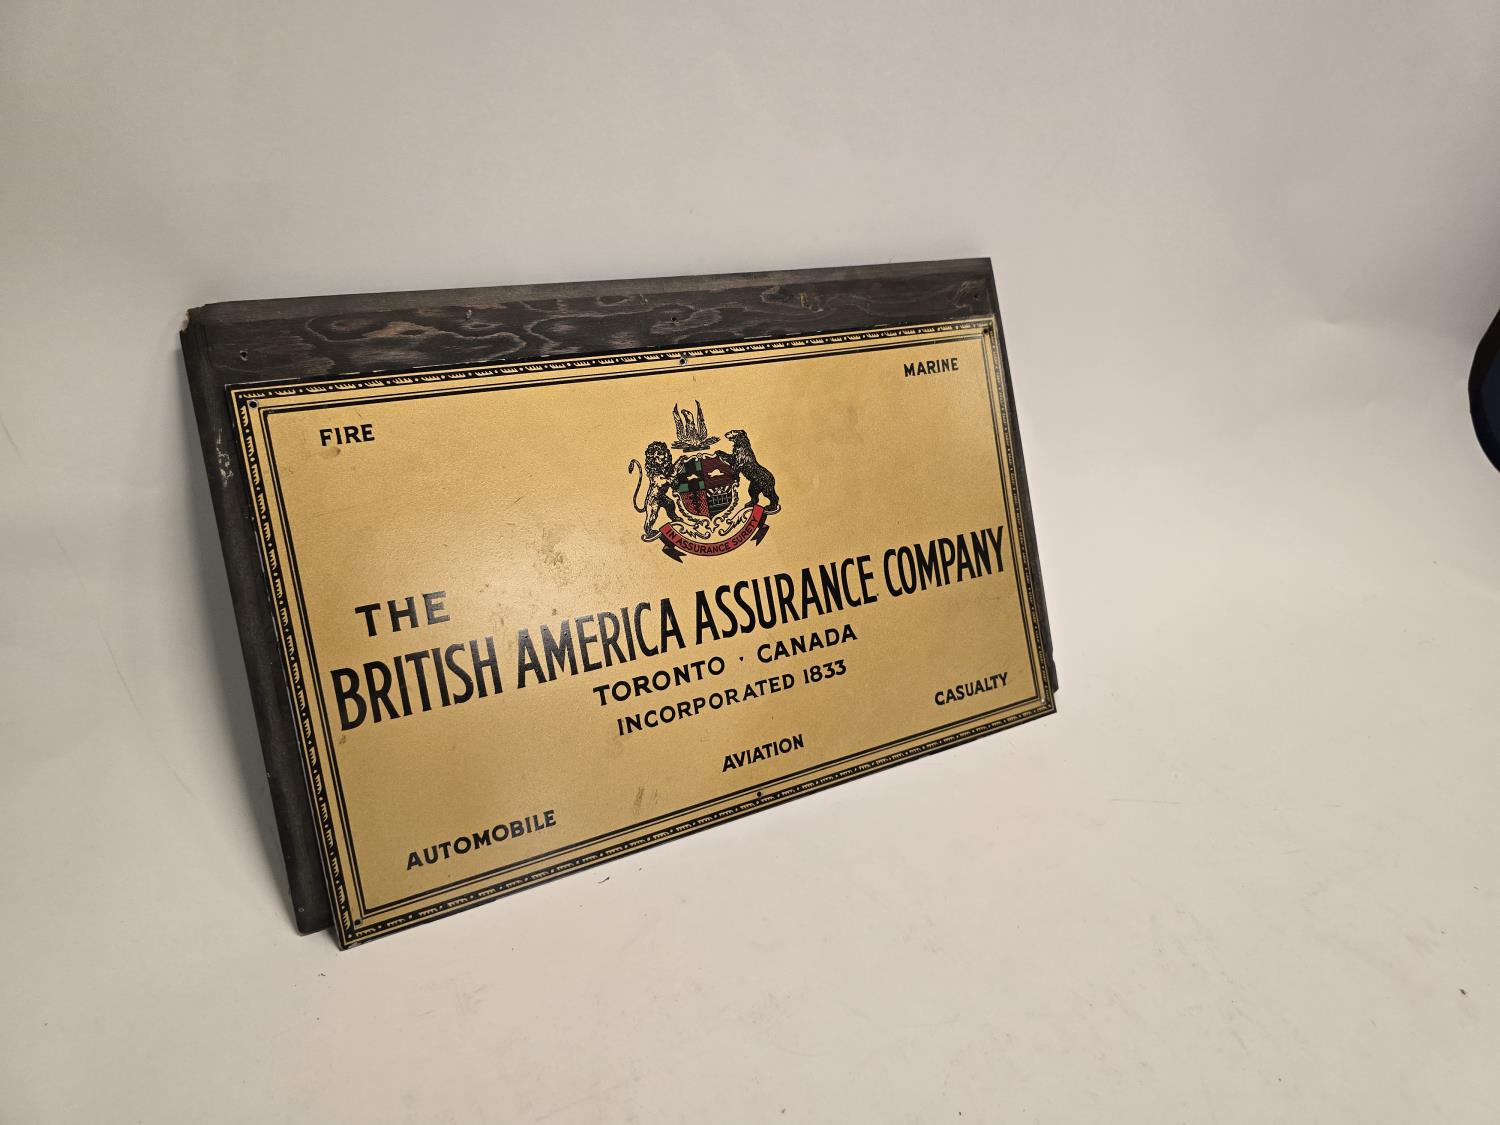 FIRE
MARINE
IN ASSURANCE SURETY
THE
BRITISH AMERICA ASSURANCE COMPANY
TORONTO · CANADA
INCORPORATED 1833
AUTOMOBILE
AVIATION
CASUALTY